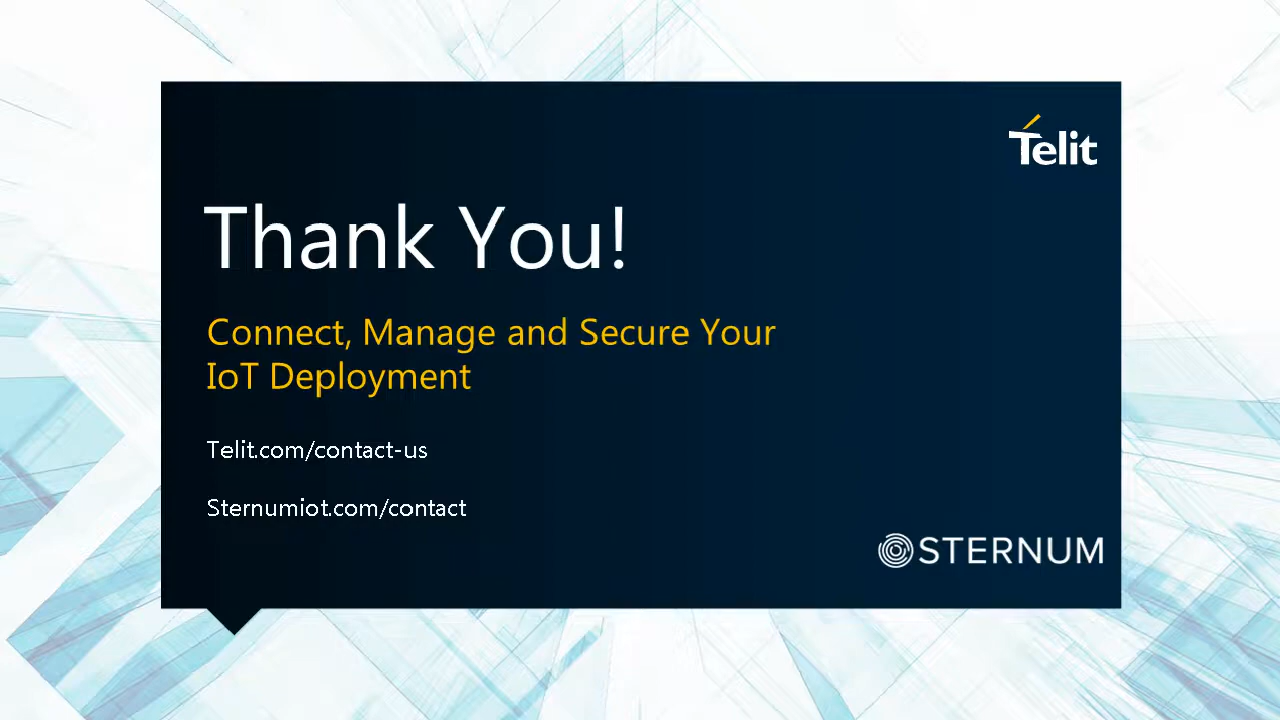 Telit
Thank You!
Connect, Manage and Secure Your
IoT Deployment
Telit.com/contact-us
Sternumiot.com/contact
STERNUM